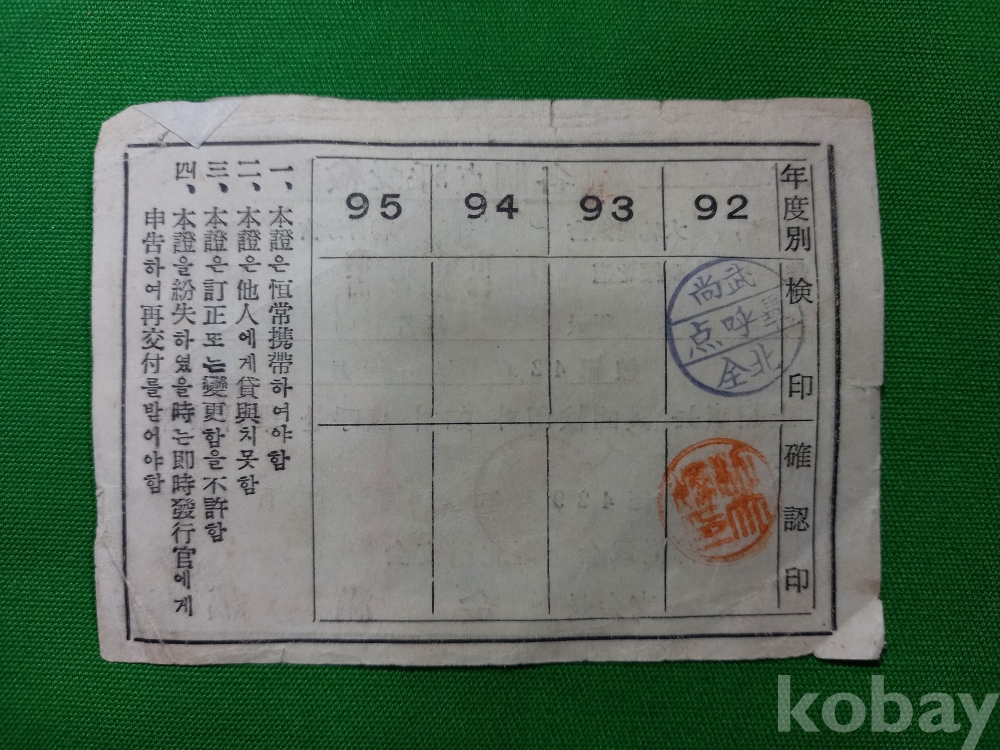 年度別
92
93
94
95
検印
尚武
点呼畢
全北
確認印
一、本證은恒常携帶하여야함
二、本證은他人에게貸與치못함
三、本證은訂正또는變更함을不許함
四、本證을紛失하였을時는即時發行官에게
申告하여再交付를받어야함
kobay